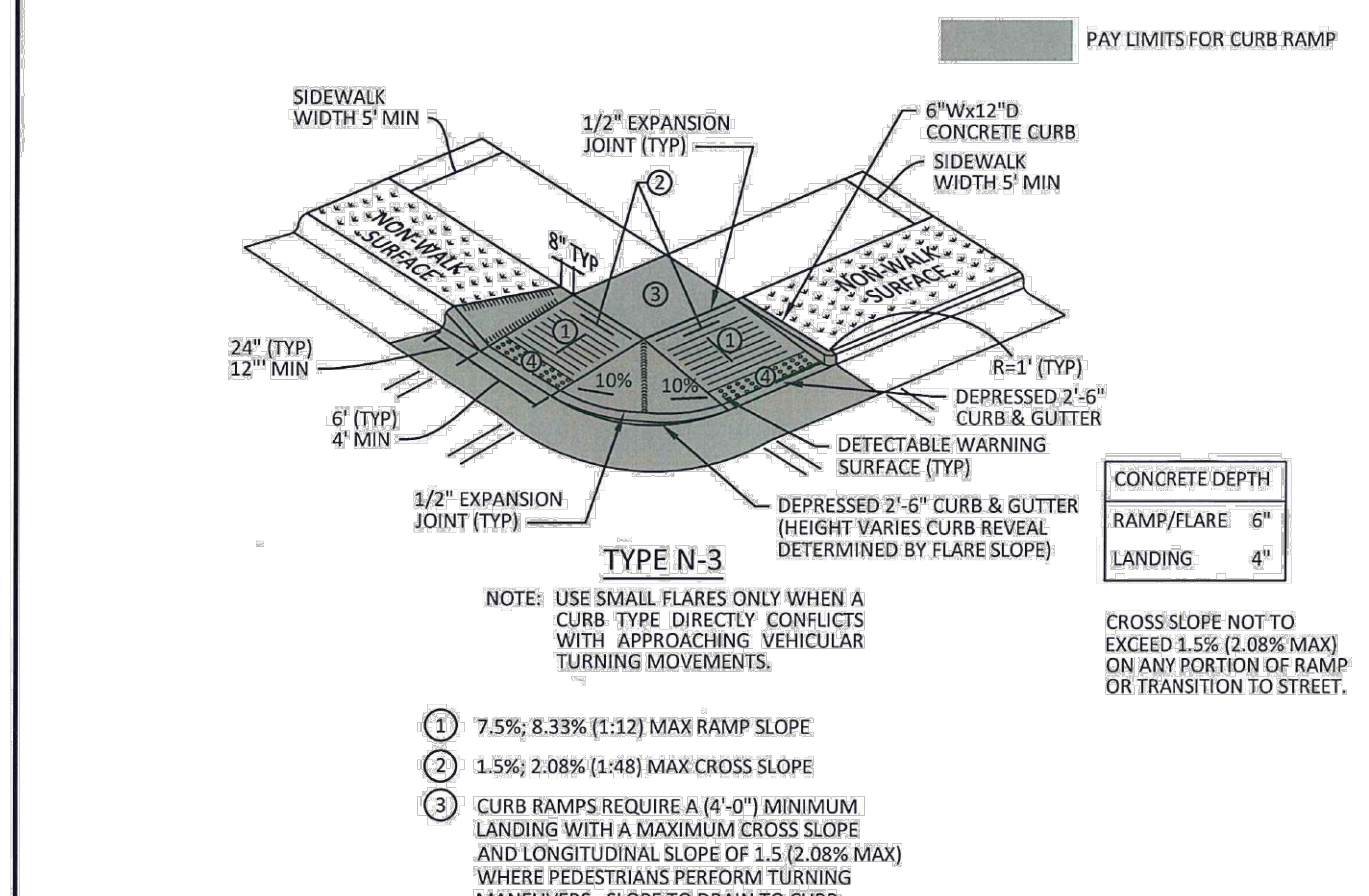 PAY LIMITS FOR CURB RAMP
SIDEWALK
WIDTH 5' MIN
1/2" EXPANSION
JOINT (TYP)
6"Wx12"D
CONCRETE CURB
SIDEWALK
WIDTH 5' MIN
2
NON-WALK
SURFACE
8" TYP
NON-WALK
SURFACE
3
1
1
4
4
10%
10%
24" (TYP)
12"' MIN
R=1' (TYP)
6' (TYP)
4' MIN
DEPRESSED 2'-6"
CURB & GUTTER
DETECTABLE WARNING
SURFACE (TYP)
1/2" EXPANSION
JOINT (TYP)
DEPRESSED 2'-6" CURB & GUTTER
(HEIGHT VARIES CURB REVEAL
DETERMINED BY FLARE SLOPE)
CONCRETE DEPTH
RAMP/FLARE 6"
LANDING 4"
TYPE N-3
NOTE: USE SMALL FLARES ONLY WHEN A
CURB TYPE DIRECTLY CONFLICTS
WITH APPROACHING VEHICULAR
TURNING MOVEMENTS.
CROSS SLOPE NOT TO
EXCEED 1.5% (2.08% MAX)
ON ANY PORTION OF RAMP
OR TRANSITION TO STREET.
1 7.5%; 8.33% (1:12) MAX RAMP SLOPE
2 1.5%; 2.08% (1:48) MAX CROSS SLOPE
3 CURB RAMPS REQUIRE A (4'-0") MINIMUM
LANDING WITH A MAXIMUM CROSS SLOPE
AND LONGITUDINAL SLOPE OF 1.5 (2.08% MAX)
WHERE PEDESTRIANS PERFORM TURNING